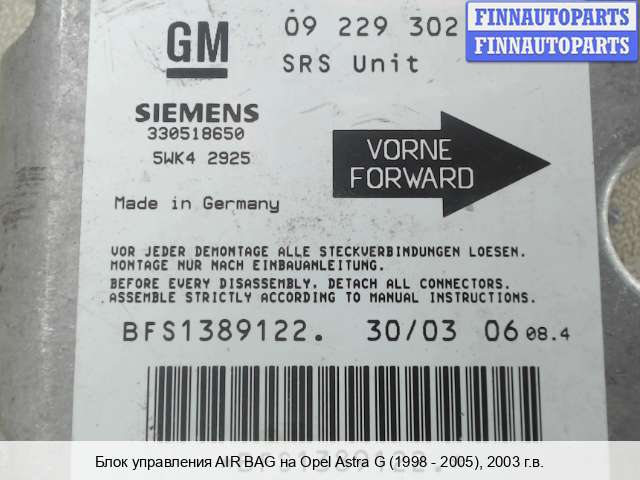 FINNAUTOPARTS
FINNAUTOPARTS
GM
09 229 302
SRS Unit
SIEMENS
330518650
5WK4 2925
VORNE
FORWARD
Made in Germany
VOR JEDER DEMONTAGE ALLE STECKVERBINDUNGEN LOESEN.
MONTAGE NUR NACH EINBAUANLEITUNG.
BEFORE EVERY DISASSEMBLY, DETACH ALL CONNECTORS.
ASSEMBLE STRICTLY ACCORDING TO MANUAL INSTRUCTIONS.
BFS1389122. 30/03 06 08.4
BFS1389122.
Блок управления AIR BAG на Opel Astra G (1998 - 2005), 2003 г.в.